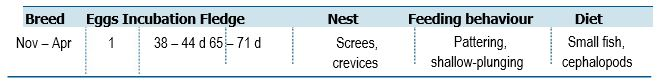 Breed Eggs Incubation Fledge Nest Feeding behaviour Diet
Nov – Apr 1 38 – 44 d 65 – 71 d Screes, Pattering, Small fish,
crevices shallow-plunging cephalopods